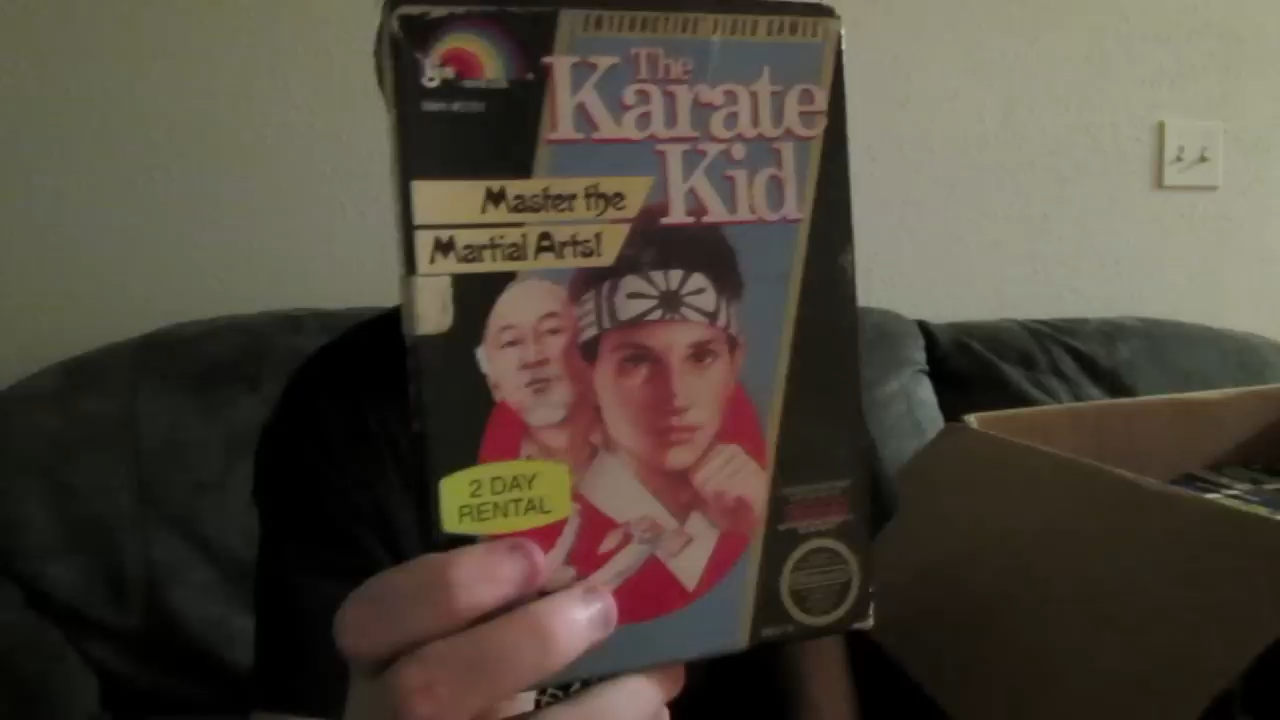 INTERACTIVE VIDEO GAMES
The
Karate
Kid
Master the
Martial Arts!
2 DAY
RENTAL